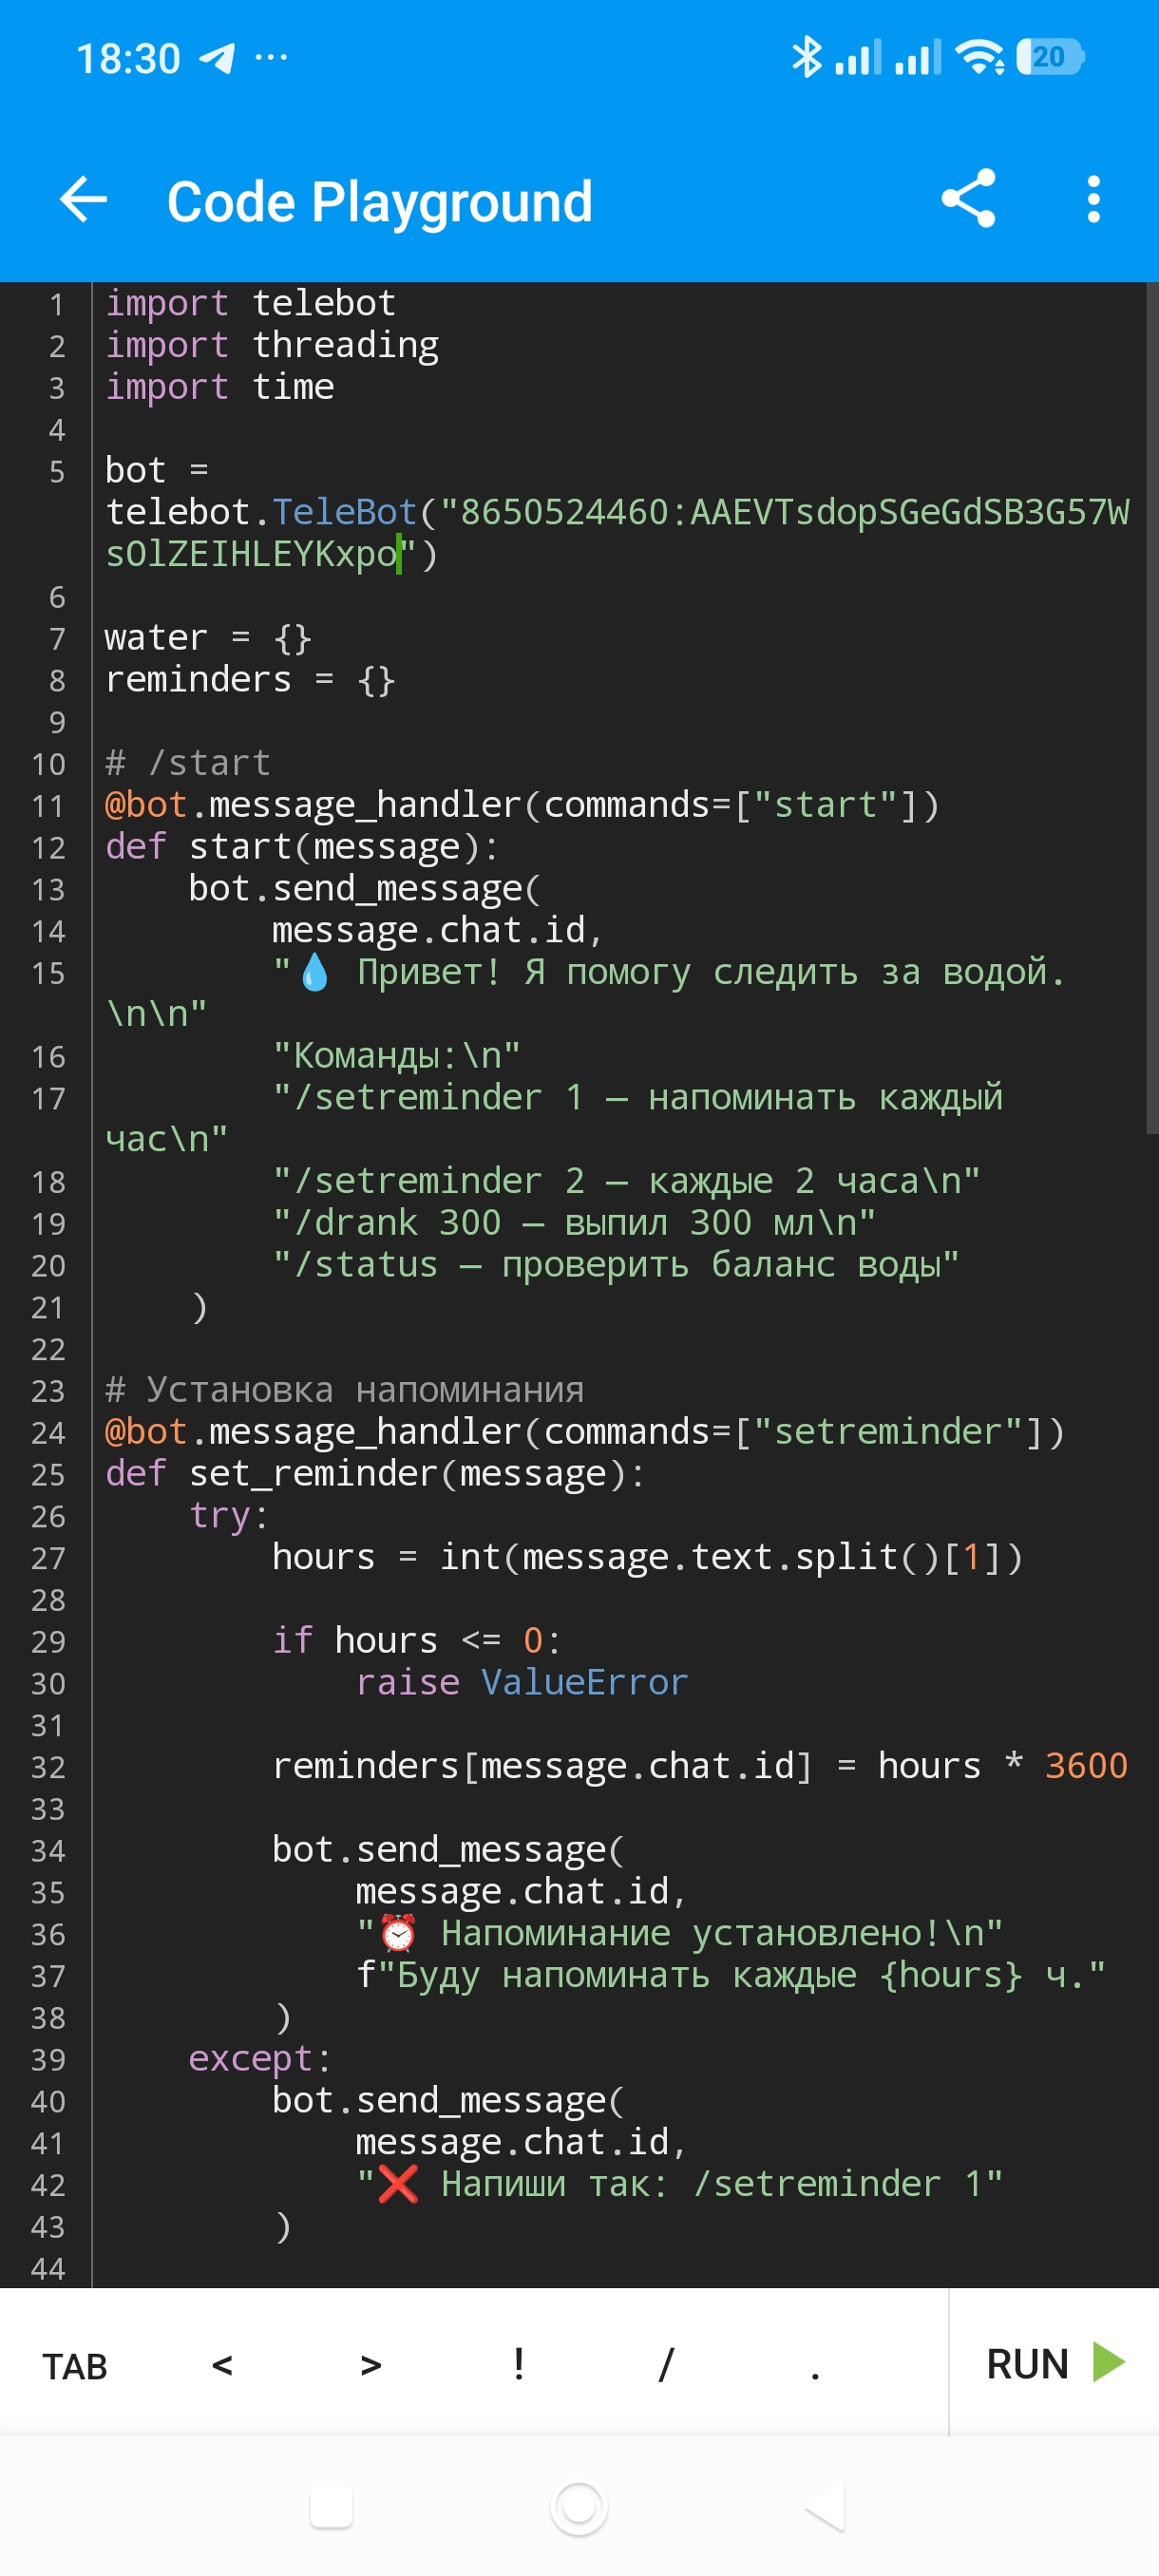 18:30 ... 20
Code Playground
1 import telebot
2 import threading
3 import time
4
5 bot =
telebot.TeleBot("8650524460:AAEVTsdopSGeGdSB3G57W
sOlZEIHLEYKxpo")
6
7 water = {}
8 reminders = {}
9
10 # /start
11 @bot.message_handler(commands=["start"])
12 def start(message):
13     bot.send_message(
14         message.chat.id,
15         "💧 Привет! Я помогу следить за водой.
\n\n"
16         "Команды:\n"
17         "/setreminder 1 — напоминать каждый
час\n"
18         "/setreminder 2 — каждые 2 часа\n"
19         "/drank 300 — выпил 300 мл\n"
20         "/status — проверить баланс воды"
21     )
22
23 # Установка напоминания
24 @bot.message_handler(commands=["setreminder"])
25 def set_reminder(message):
26     try:
27         hours = int(message.text.split()[1])
28
29         if hours <= 0:
30             raise ValueError
31
32         reminders[message.chat.id] = hours * 3600
33
34         bot.send_message(
35             message.chat.id,
36             "⏰ Напоминание установлено!\n"
37             f"Буду напоминать каждые {hours} ч."
38         )
39     except:
40         bot.send_message(
41             message.chat.id,
42             "❌ Напиши так: /setreminder 1"
43         )
44
TAB < > ! / . RUN